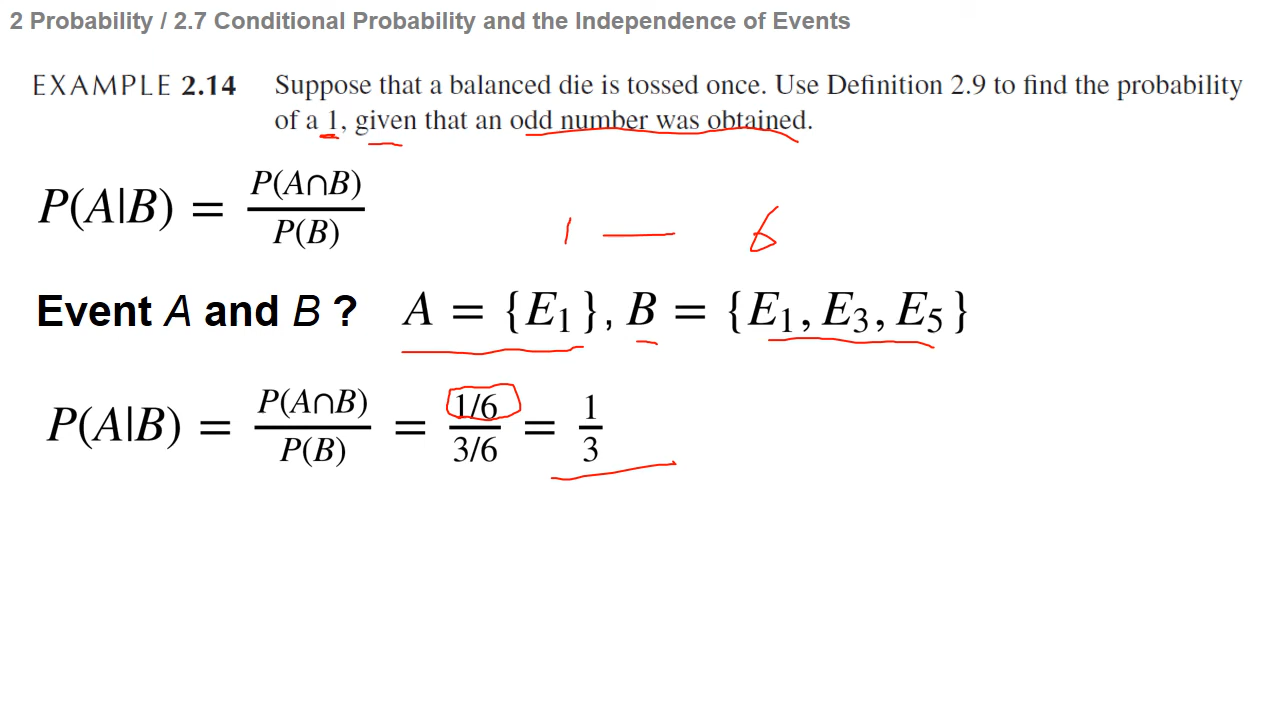 2 Probability / 2.7 Conditional Probability and the Independence of Events
EXAMPLE 2.14 Suppose that a balanced die is tossed once. Use Definition 2.9 to find the probability
of a 1, given that an odd number was obtained.
P(A|B) = P(A∩B) / P(B)
1 — 6
Event A and B ? A = {E₁}, B = {E₁, E₃, E₅}
P(A|B) = P(A∩B) / P(B) = 1/6 / 3/6 = 1/3